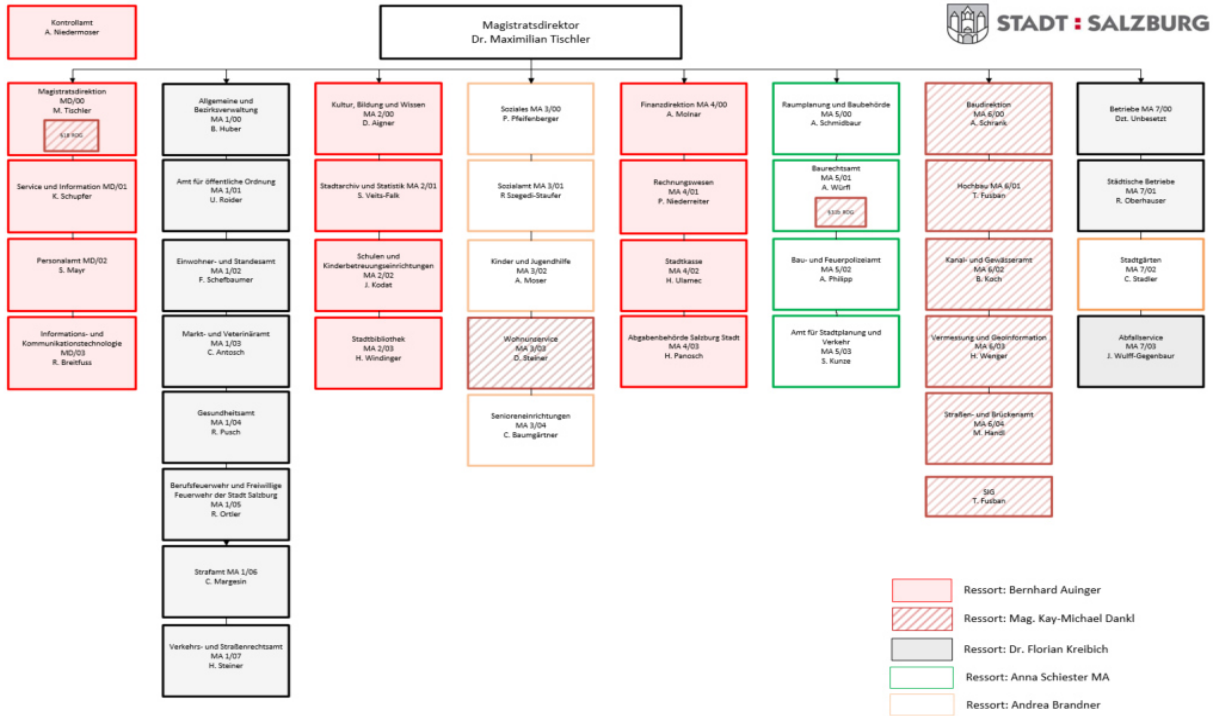 Kontrollamt
A. Niedermoser
Magistratsdirektor
Dr. Maximilian Tischler
STADT : SALZBURG
Magistratsdirektion
MD/00
M. Tischler
Service und Information MD/01
K. Schupfer
Personalamt MD/02
S. Mayr
Informations- und
Kommunikationstechnologie
MD/03
R. Breitfuss
Allgemeine und
Bezirksverwaltung
MA 1/00
B. Huber
Amt für öffentliche Ordnung
MA 1/01
U. Roider
Einwohner- und Standesamt
MA 1/02
F. Schefbaumer
Markt- und Veterinäramt
MA 1/03
C. Antosch
Gesundheitsamt
MA 1/04
R. Pusch
Berufsfeuerwehr und Freiwillige
Feuerwehr der Stadt Salzburg
MA 1/05
R. Ortler
Strafamt MA 1/06
C. Margesin
Verkehrs- und Straßenrechtsamt
MA 1/07
H. Steiner
Kultur, Bildung und Wissen
MA 2/00
D. Aigner
Stadtarchiv und Statistik MA 2/01
S. Veits-Falk
Schulen und
Kinderbetreuungseinrichtungen
MA 2/02
J. Kodat
Stadtbibliothek
MA 2/03
H. Windinger
Soziales MA 3/00
P. Pfeifenberger
Sozialamt MA 3/01
R Szegedi-Staufer
Kinder und Jugendhilfe
MA 3/02
A. Moser
Wohnunservice
MA 3/03
D. Steiner
Senioreneinrichtungen
MA 3/04
C. Baumgärtner
Finanzdirektion MA 4/00
A. Molnar
Rechnungswesen
MA 4/01
P. Niederreiter
Stadtkasse
MA 4/02
H. Ulamec
Abgabenbehörde Salzburg Stadt
MA 4/03
H. Panosch
Raumplanung und Baubehörde
MA 5/00
A. Schmidbaur
Baurechtsamt
MA 5/01
A. Würfl
Bau- und Feuerpolizeiamt
MA 5/02
A. Philipp
Amt für Stadtplanung und
Verkehr
MA 5/03
S. Kunze
Baudirektion
MA 6/00
A. Schrank
Hochbau MA 6/01
T. Fusban
Kanal- und Gewässeramt
MA 6/02
B. Koch
Vermessung und Geoinformation
MA 6/03
H. Wenger
Straßen- und Brückenamt
MA 6/04
M. Handl
SIG
T. Fusban
Betriebe MA 7/00
Dzt. Unbesetzt
Städtische Betriebe
MA 7/01
R. Oberhauser
Stadtgärten
MA 7/02
C. Stadler
Abfallservice
MA 7/03
J. Wulff-Gegenbaur
Ressort: Bernhard Auinger
Ressort: Mag. Kay-Michael Dankl
Ressort: Dr. Florian Kreibich
Ressort: Anna Schiester MA
Ressort: Andrea Brandner